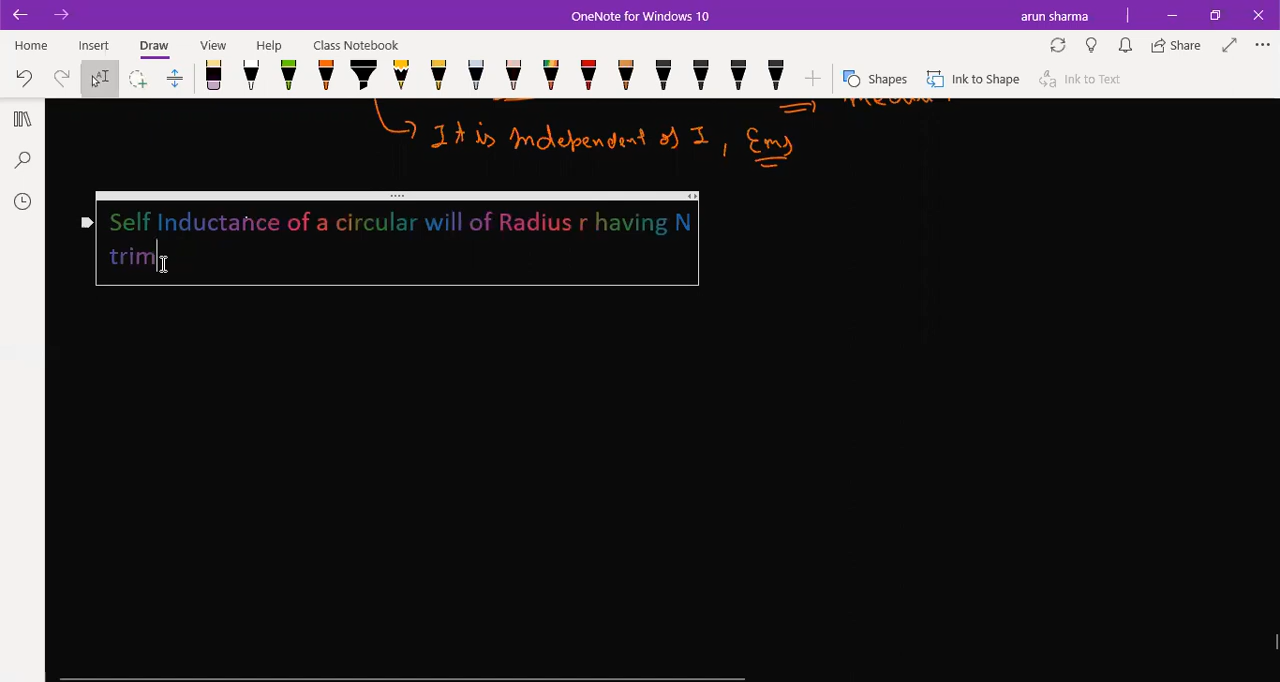 OneNote for Windows 10
arun sharma
Home Insert Draw View Help Class Notebook
Share
Shapes
Ink to Shape
Ink to Text
It is Independent of I, Ems
Self Inductance of a circular will of Radius r having N
trim